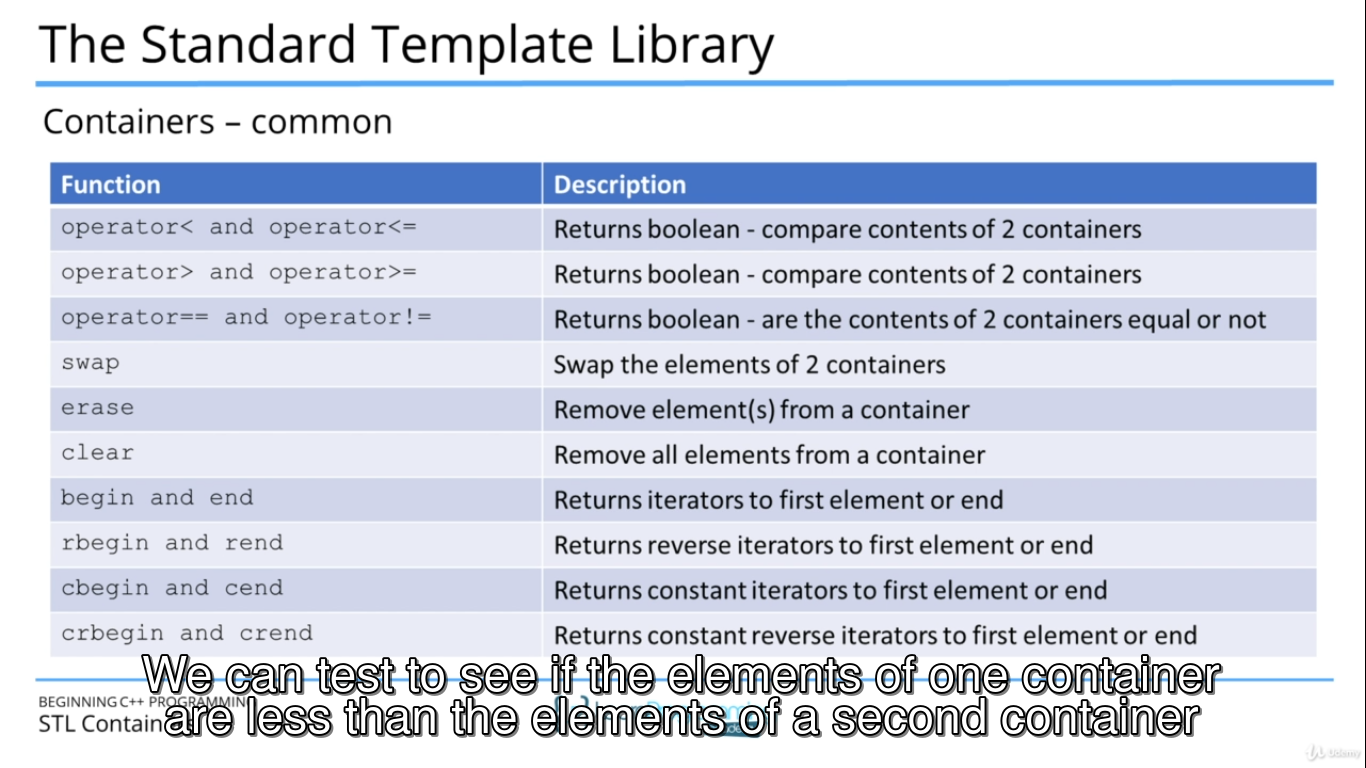 The Standard Template Library
Containers – common
Function Description
operator< and operator<= Returns boolean - compare contents of 2 containers
operator> and operator>= Returns boolean - compare contents of 2 containers
operator== and operator!= Returns boolean - are the contents of 2 containers equal or not
swap Swap the elements of 2 containers
erase Remove element(s) from a container
clear Remove all elements from a container
begin and end Returns iterators to first element or end
rbegin and rend Returns reverse iterators to first element or end
cbegin and cend Returns constant iterators to first element or end
crbegin and crend Returns constant reverse iterators to first element or end
We can test to see if the elements of one container
are less than the elements of a second container
BEGINNING C++ PROGRAMMING
STL Containe
Udemy